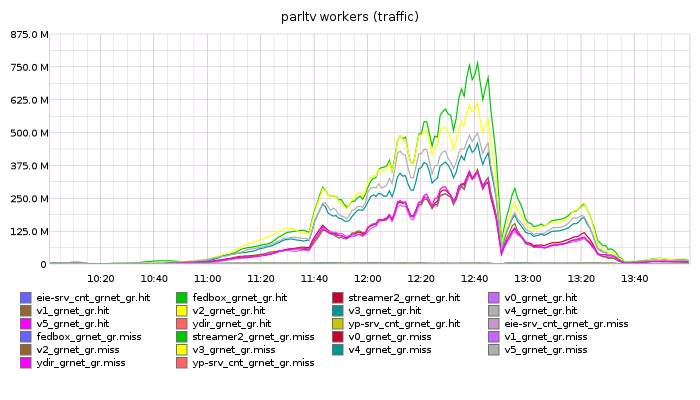 parltv workers (traffic)
875.0 M
750.0 M
625.0 M
500.0 M
375.0 M
250.0 M
125.0 M
0
10:20 10:40 11:00 11:20 11:40 12:00 12:20 12:40 13:00 13:20 13:40
eie-srv_cnt_grnet_gr.hit fedbox_grnet_gr.hit streamer2_grnet_gr.hit v0_grnet_gr.hit
v1_grnet_gr.hit v2_grnet_gr.hit v3_grnet_gr.hit v4_grnet_gr.hit
v5_grnet_gr.hit ydir_grnet_gr.hit yp-srv_cnt_grnet_gr.hit eie-srv_cnt_grnet_gr.miss
fedbox_grnet_gr.miss streamer2_grnet_gr.miss v0_grnet_gr.miss v1_grnet_gr.miss
v2_grnet_gr.miss v3_grnet_gr.miss v4_grnet_gr.miss v5_grnet_gr.miss
ydir_grnet_gr.miss yp-srv_cnt_grnet_gr.miss